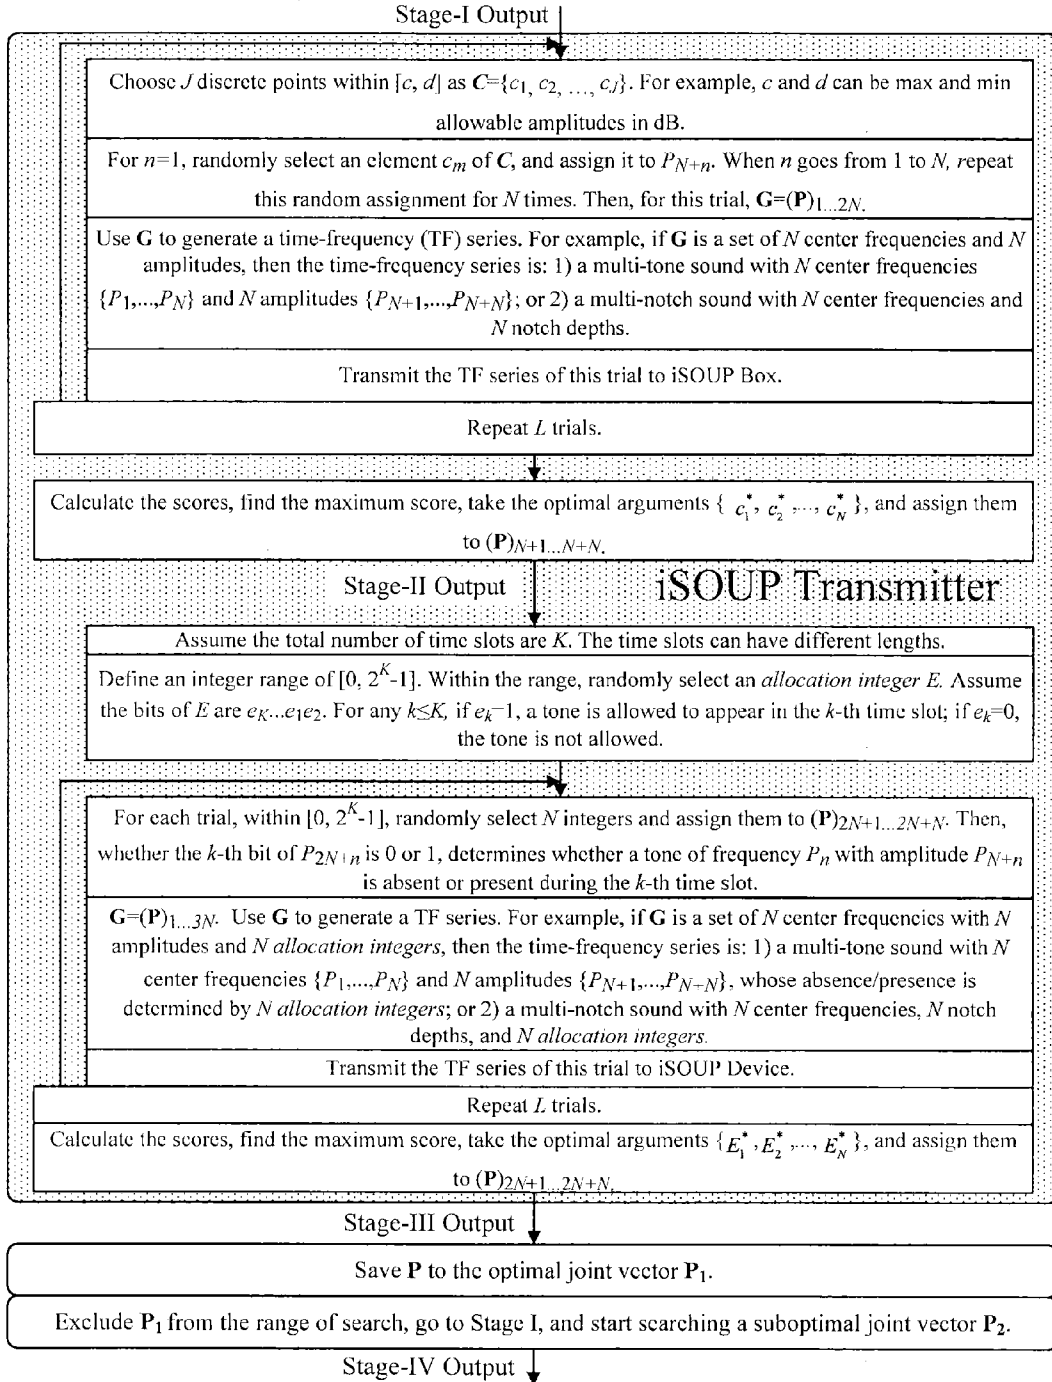 Stage-I Output
Choose J discrete points within [c, d] as C={c1, c2, ..., cJ}. For example, c and d can be max and min
allowable amplitudes in dB.
For n=1, randomly select an element cm of C, and assign it to PN+n. When n goes from 1 to N, repeat
this random assignment for N times. Then, for this trial, G=(P)1...2N.
Use G to generate a time-frequency (TF) series. For example, if G is a set of N center frequencies and N
amplitudes, then the time-frequency series is: 1) a multi-tone sound with N center frequencies
{P1,...,PN} and N amplitudes {PN+1,...,PN+N}; or 2) a multi-notch sound with N center frequencies and
N notch depths.
Transmit the TF series of this trial to iSOUP Box.
Repeat L trials.
Calculate the scores, find the maximum score, take the optimal arguments { c1*, c2*,..., cN* }, and assign them
to (P)N+1...N+N.
Stage-II Output
iSOUP Transmitter
Assume the total number of time slots are K. The time slots can have different lengths.
Define an integer range of [0, 2^K-1]. Within the range, randomly select an allocation integer E. Assume
the bits of E are eK...e1e2. For any k≤K, if ek=1, a tone is allowed to appear in the k-th time slot; if ek=0,
the tone is not allowed.
For each trial, within [0, 2^K-1], randomly select N integers and assign them to (P)2N+1...2N+N. Then,
whether the k-th bit of P2N+n is 0 or 1, determines whether a tone of frequency Pn with amplitude PN+n
is absent or present during the k-th time slot.
G=(P)1...3N. Use G to generate a TF series. For example, if G is a set of N center frequencies with N
amplitudes and N allocation integers, then the time-frequency series is: 1) a multi-tone sound with N
center frequencies {P1,...,PN} and N amplitudes {PN+1,...,PN+N}, whose absence/presence is
determined by N allocation integers; or 2) a multi-notch sound with N center frequencies, N notch
depths, and N allocation integers.
Transmit the TF series of this trial to iSOUP Device.
Repeat L trials.
Calculate the scores, find the maximum score, take the optimal arguments {E1*, E2*,..., EN*}, and assign them
to (P)2N+1...2N+N.
Stage-III Output
Save P to the optimal joint vector P1.
Exclude P1 from the range of search, go to Stage I, and start searching a suboptimal joint vector P2.
Stage-IV Output